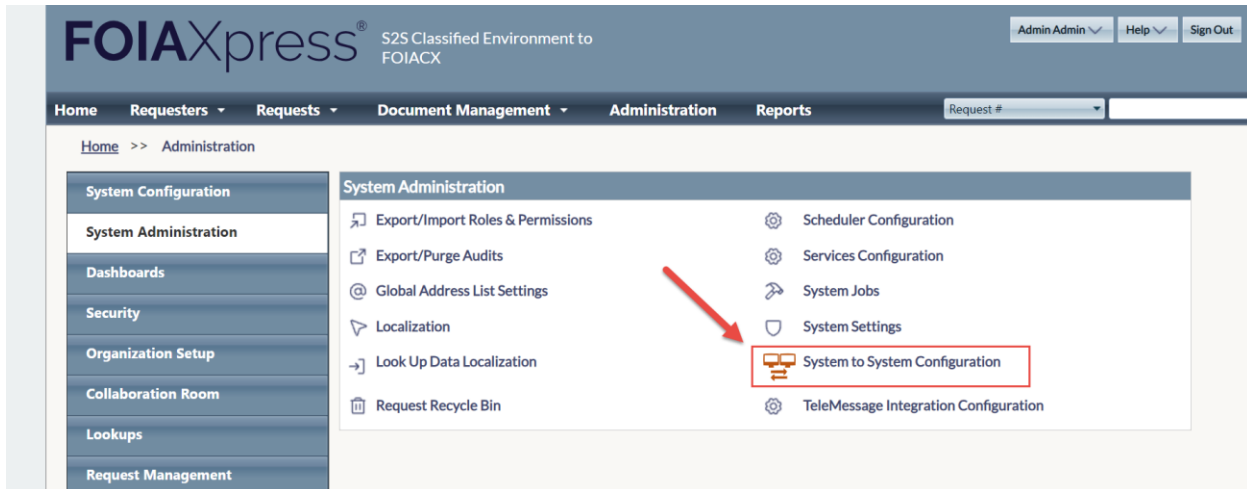 FOIAXpress®
S2S Classified Environment to
FOIACX
Admin Admin
Help
Sign Out
Home
Requesters
Requests
Document Management
Administration
Reports
Request #
Home >> Administration
System Configuration
System Administration
Dashboards
Security
Organization Setup
Collaboration Room
Lookups
Request Management
System Administration
Export/Import Roles & Permissions
Export/Purge Audits
Global Address List Settings
Localization
Look Up Data Localization
Request Recycle Bin
Scheduler Configuration
Services Configuration
System Jobs
System Settings
System to System Configuration
TeleMessage Integration Configuration